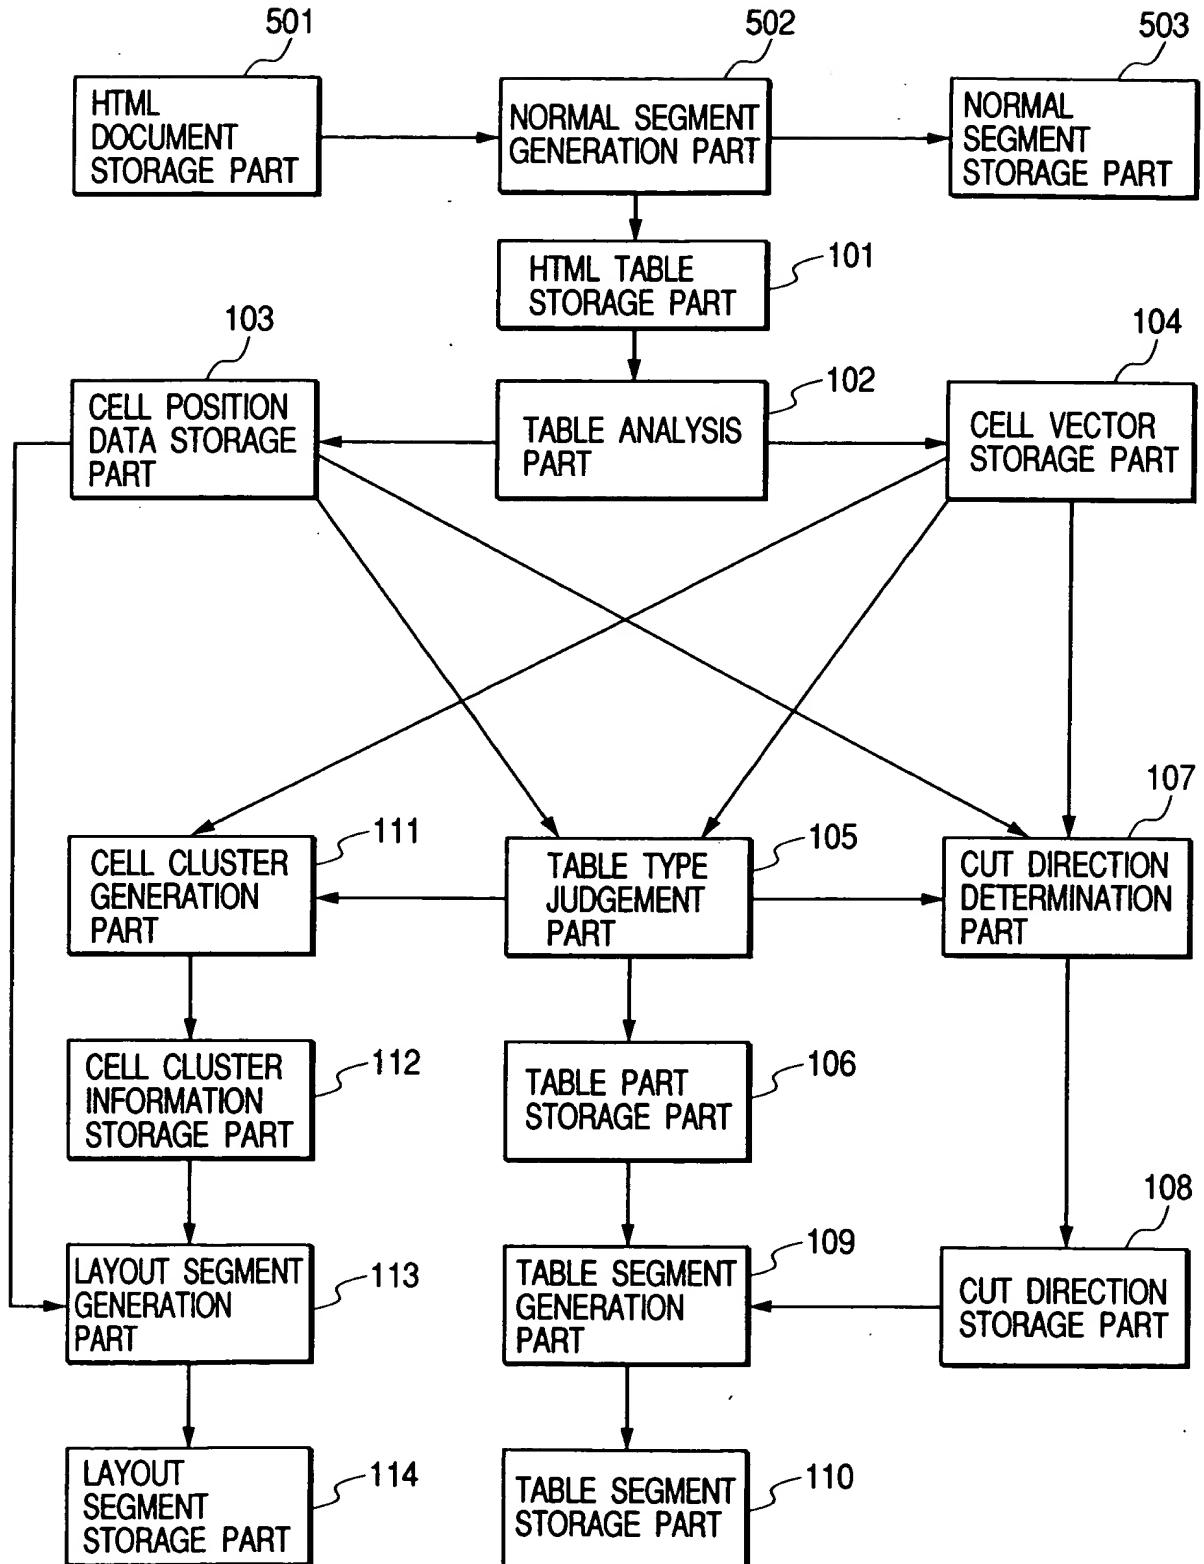 501
502
503
HTML
DOCUMENT
STORAGE PART
NORMAL SEGMENT
GENERATION PART
NORMAL
SEGMENT
STORAGE PART
101
HTML TABLE
STORAGE PART
103
102
104
CELL POSITION
DATA STORAGE
PART
TABLE ANALYSIS
PART
CELL VECTOR
STORAGE PART
111
105
107
CELL CLUSTER
GENERATION
PART
TABLE TYPE
JUDGEMENT
PART
CUT DIRECTION
DETERMINATION
PART
112
106
CELL CLUSTER
INFORMATION
STORAGE PART
TABLE PART
STORAGE PART
113
109
108
LAYOUT SEGMENT
GENERATION
PART
TABLE SEGMENT
GENERATION
PART
CUT DIRECTION
STORAGE PART
114
110
LAYOUT
SEGMENT
STORAGE PART
TABLE SEGMENT
STORAGE PART